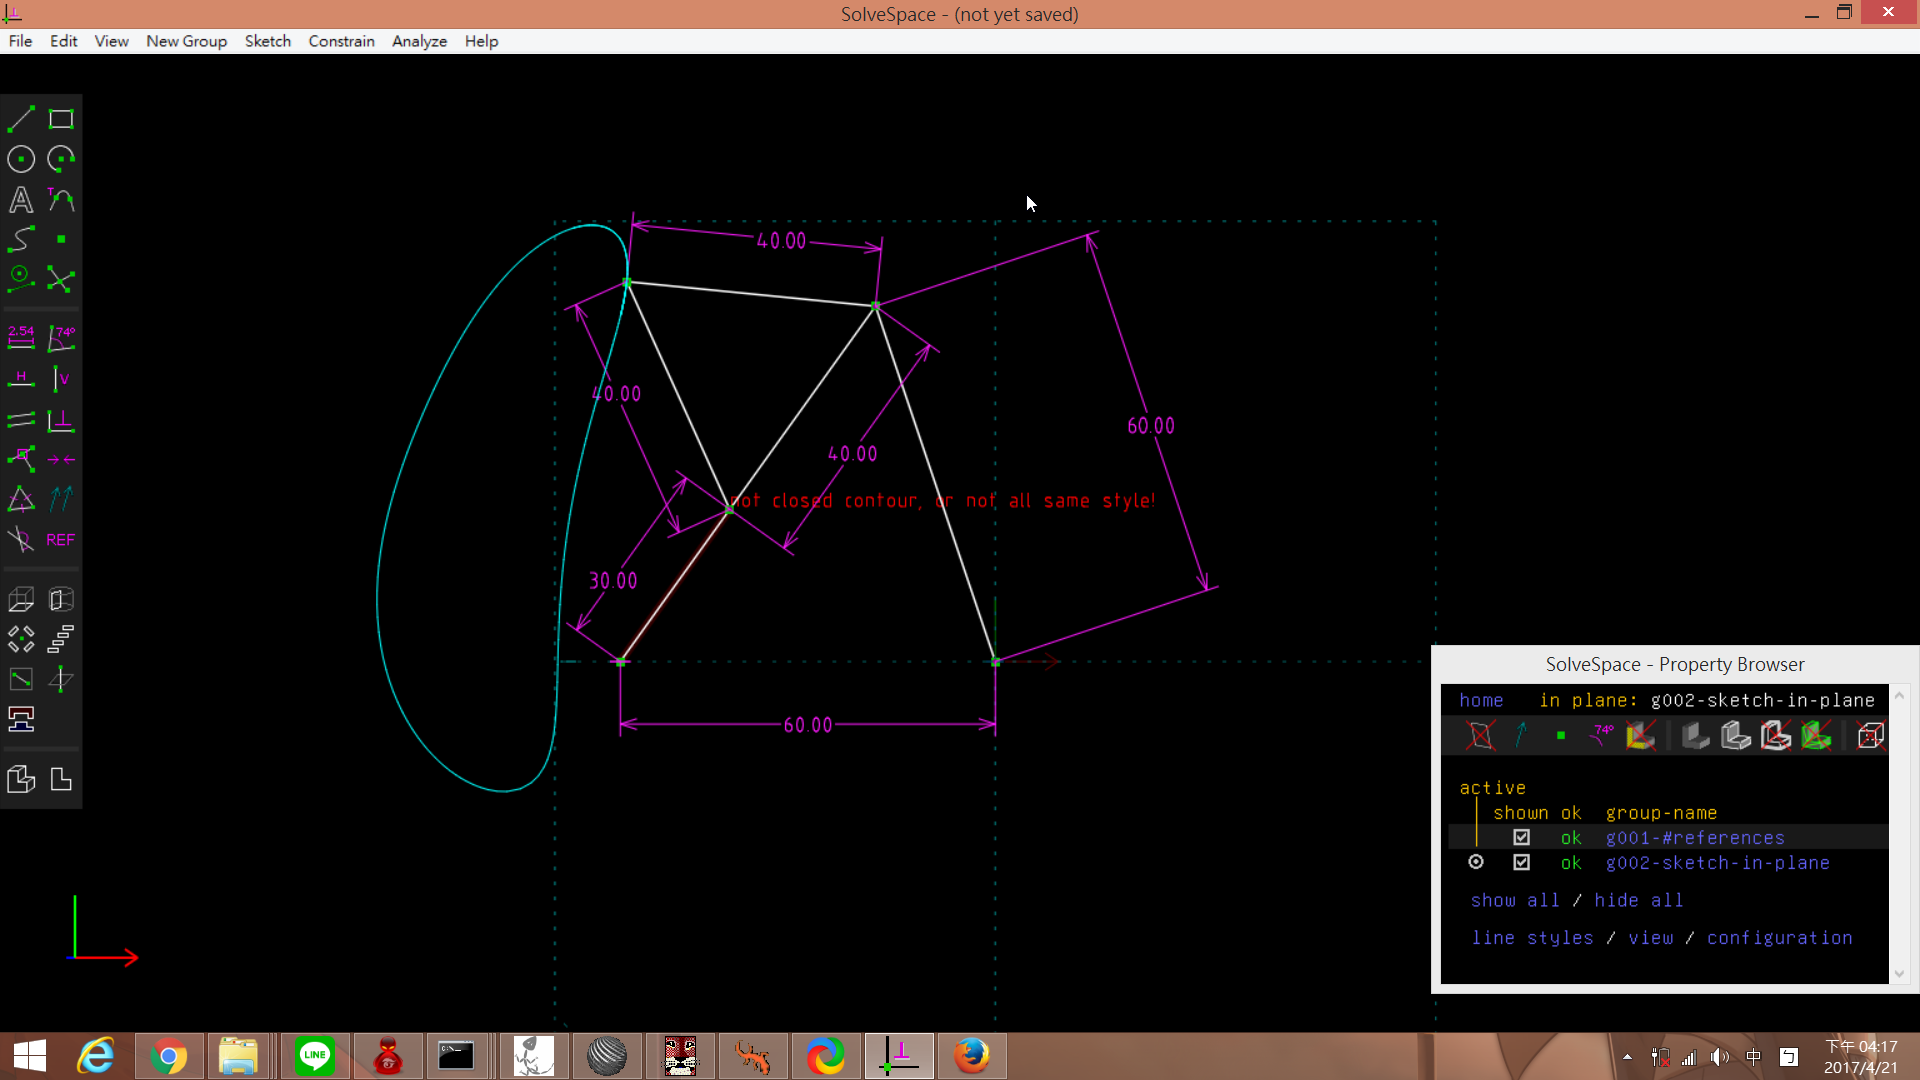 SolveSpace - (not yet saved)
File Edit View New Group Sketch Constrain Analyze Help
A T
2.54 74°
H V
REF
40.00
40.00
60.00
40.00
not closed contour, or not all same style!
30.00
60.00
SolveSpace - Property Browser
home in plane: g002-sketch-in-plane
74°
active
shown ok group-name
ok g001-#references
ok g002-sketch-in-plane
show all / hide all
line styles / view / configuration
LINE
中
下午 04:17
2017/4/21